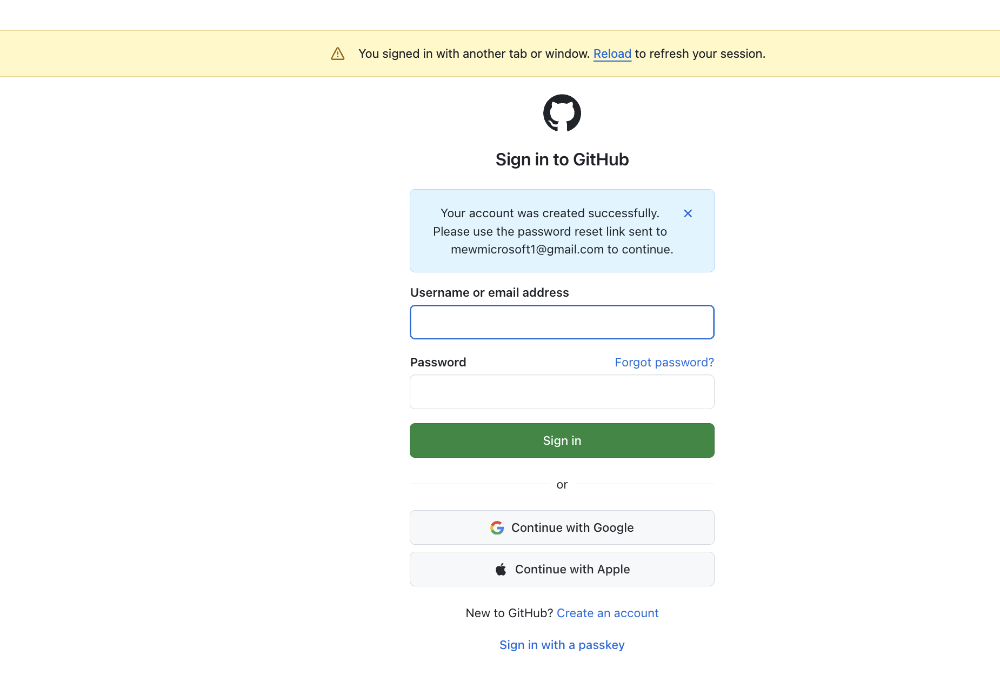 You signed in with another tab or window. Reload to refresh your session.
Sign in to GitHub
Your account was created successfully.
Please use the password reset link sent to
mewmicrosoft1@gmail.com to continue.
Username or email address
Password Forgot password?
Sign in
or
Continue with Google
Continue with Apple
New to GitHub? Create an account
Sign in with a passkey